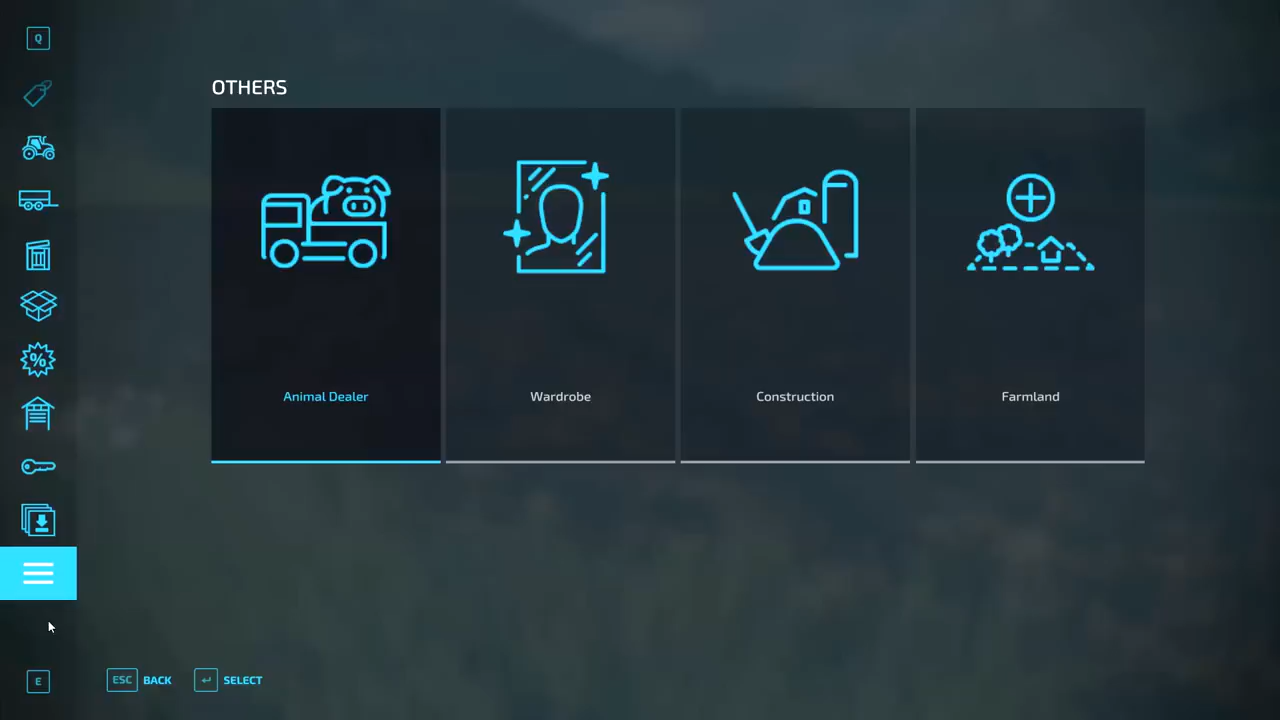 Q
OTHERS
%
Animal Dealer
Wardrobe
Construction
Farmland
E
ESC BACK
SELECT